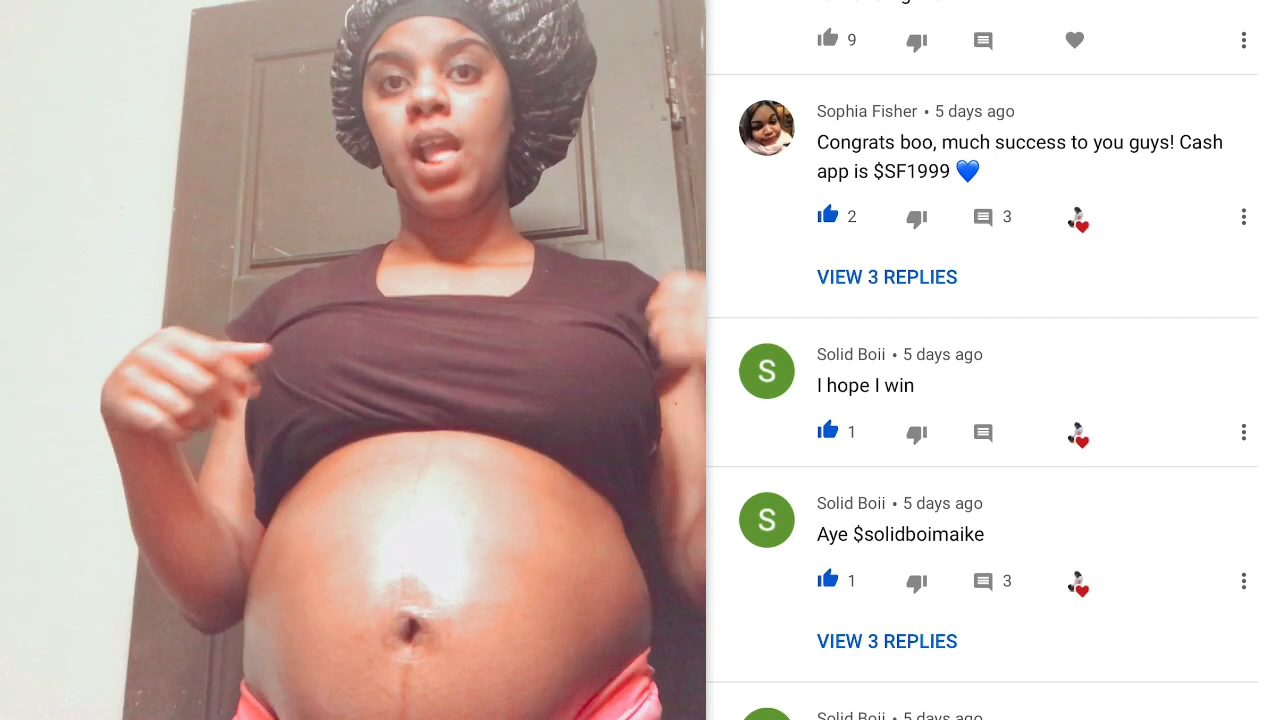 9
Sophia Fisher • 5 days ago
Congrats boo, much success to you guys! Cash
app is $SF1999 💙
2 3
VIEW 3 REPLIES
S
Solid Boii • 5 days ago
I hope I win
1
S
Solid Boii • 5 days ago
Aye $solidboimaike
1 3
VIEW 3 REPLIES
Solid Boii • 5 days ago